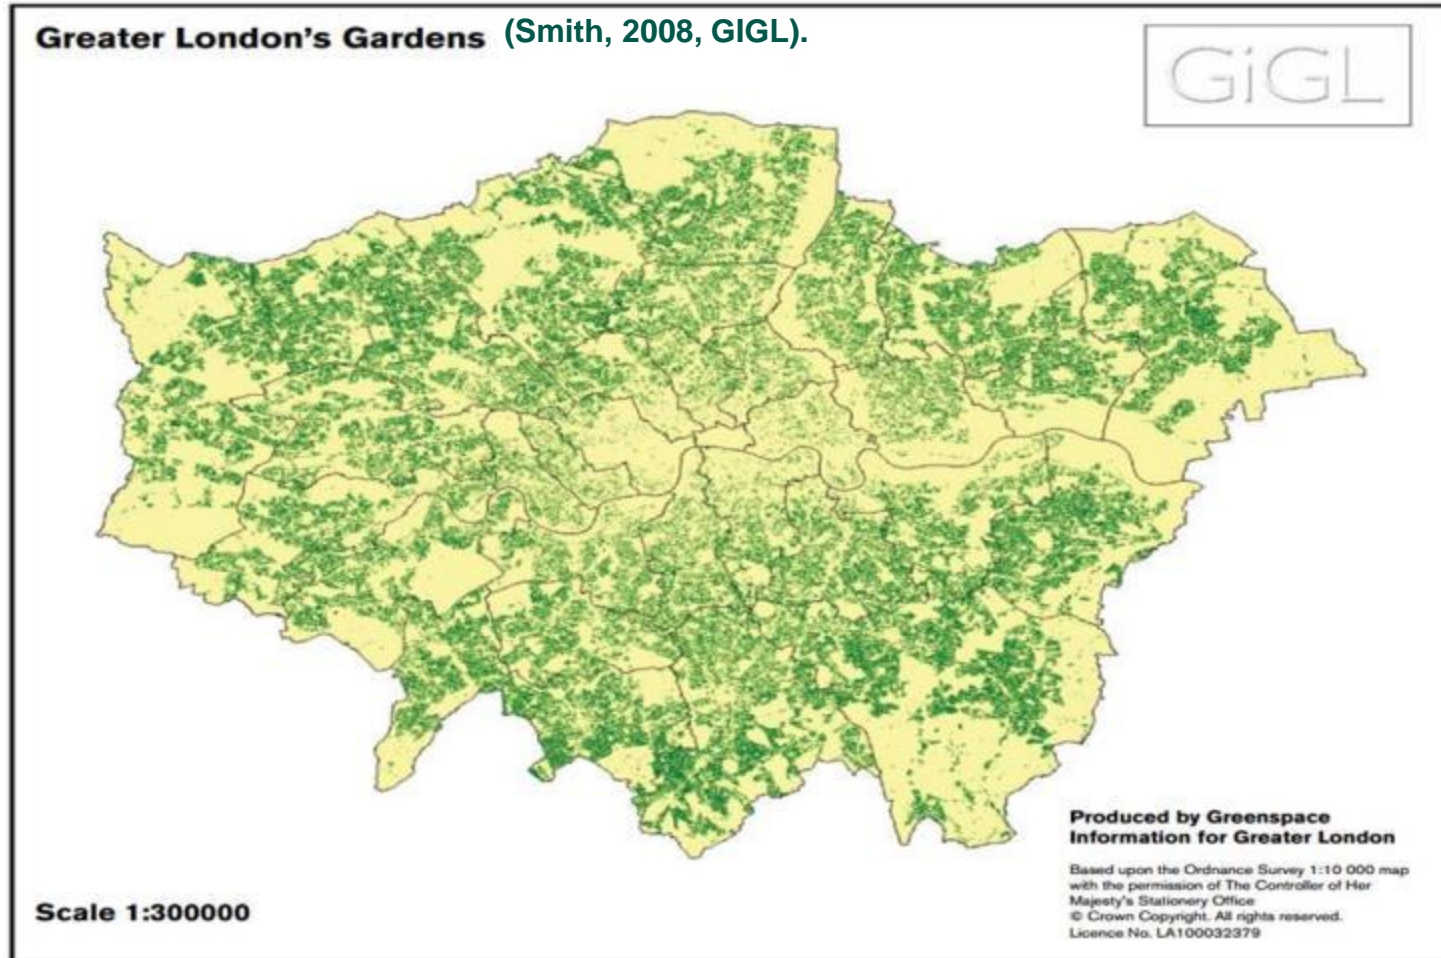 Greater London's Gardens (Smith, 2008, GIGL).
GiGL
Produced by Greenspace
Information for Greater London
Based upon the Ordnance Survey 1:10 000 map
with the permission of The Controller of Her
Majesty's Stationery Office
© Crown Copyright. All rights reserved.
Licence No. LA100032379
Scale 1:300000